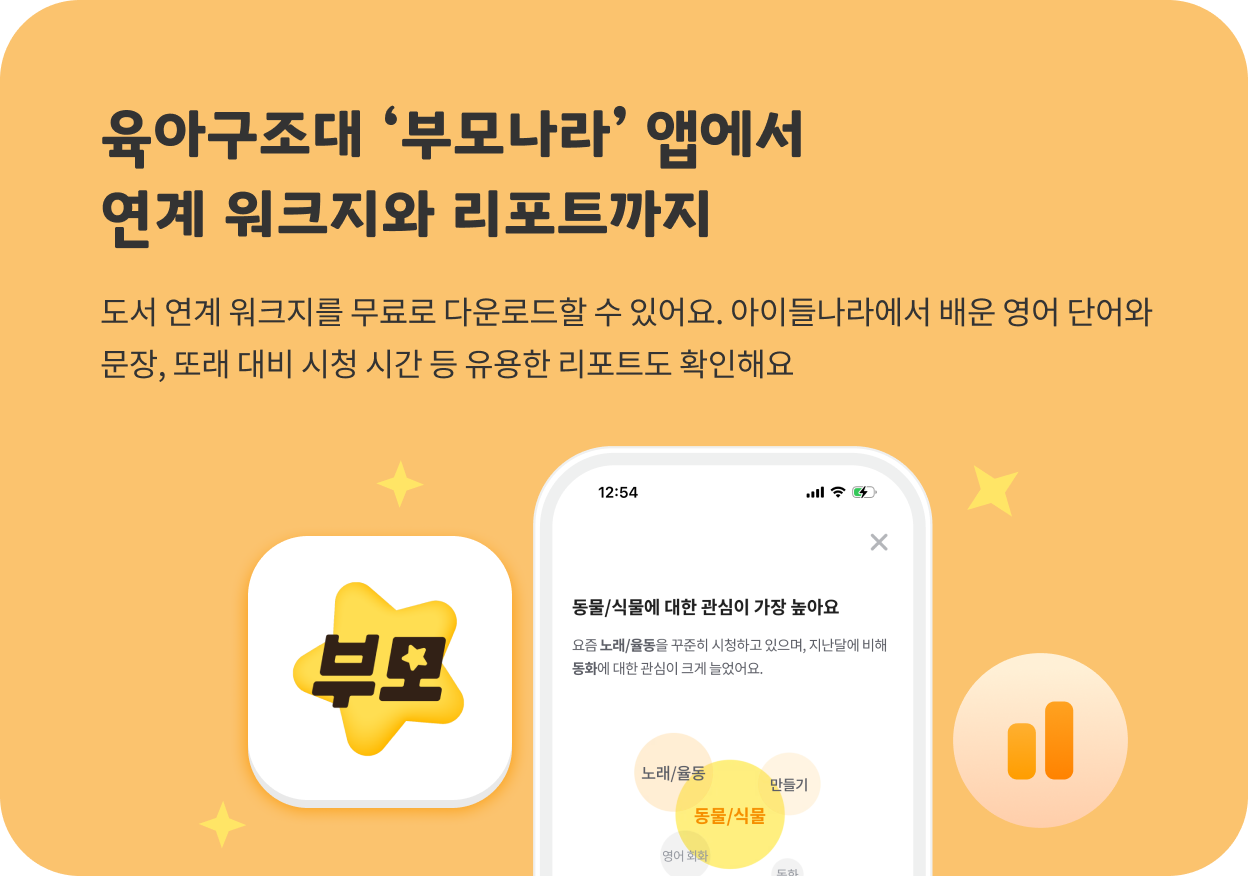 육아구조대 ‘부모나라’ 앱에서
연계 워크지와 리포트까지
도서 연계 워크지를 무료로 다운로드할 수 있어요. 아이들나라에서 배운 영어 단어와
문장, 또래 대비 시청 시간 등 유용한 리포트도 확인해요
12:54
부모
동물/식물에 대한 관심이 가장 높아요
요즘 노래/율동을 꾸준히 시청하고 있으며, 지난달에 비해
동화에 대한 관심이 크게 늘었어요.
노래/율동
만들기
동물/식물
영어 회화
동화